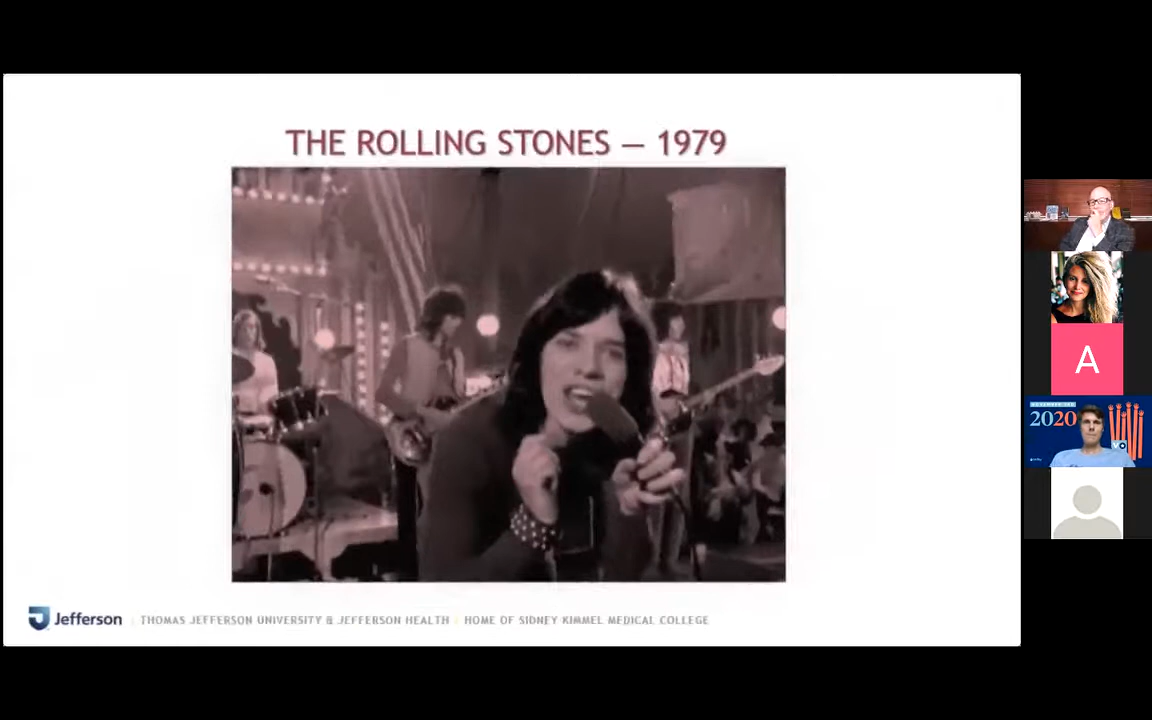 THE ROLLING STONES — 1979
Jefferson
THOMAS JEFFERSON UNIVERSITY & JEFFERSON HEALTH
HOME OF SIDNEY KIMMEL MEDICAL COLLEGE
A
2020